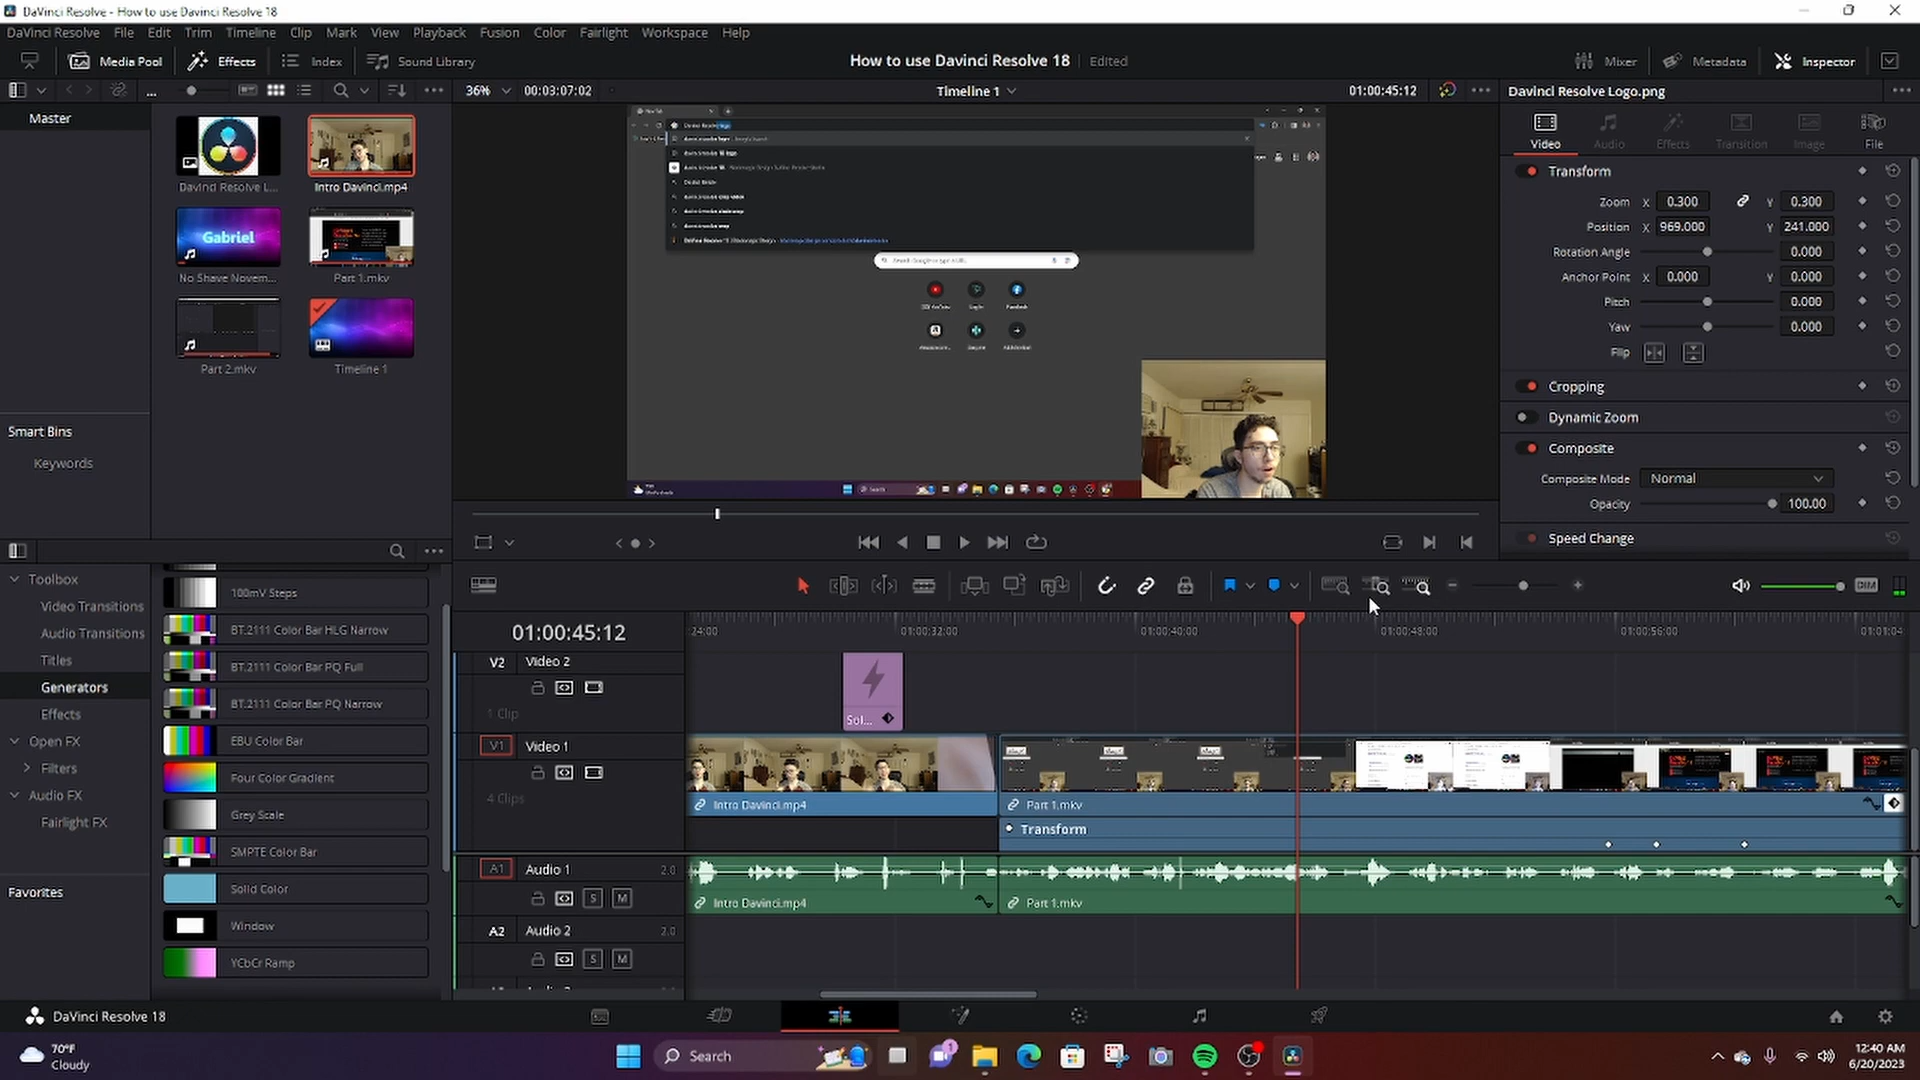 DaVinci Resolve - How to use Davinci Resolve 18
DaVinci Resolve File Edit Trim Timeline Clip Mark View Playback Fusion Color Fairlight Workspace Help
Media Pool Effects Index Sound Library
How to use Davinci Resolve 18 Edited
Mixer Metadata Inspector
... 36% 00:03:07:02
Timeline 1
01:00:45:12
Davinci Resolve Logo.png
Master
Davinci Resolve L...
Intro Davinci.mp4
Gabriel
No Shave Novem...
Part 1.mkv
Part 2.mkv
Timeline 1
Smart Bins
Keywords
Video Audio Effects Transition Image File
Transform
Zoom X 0.300 Y 0.300
Position X 969.000 Y 241.000
Rotation Angle 0.000
Anchor Point X 0.000 Y 0.000
Pitch 0.000
Yaw 0.000
Flip
Cropping
Dynamic Zoom
Composite
Composite Mode Normal
Opacity 100.00
Speed Change
Toolbox
Video Transitions
Audio Transitions
Titles
Generators
Effects
Open FX
Filters
Audio FX
Fairlight FX
Favorites
100mV Steps
BT.2111 Color Bar HLG Narrow
BT.2111 Color Bar PQ Full
BT.2111 Color Bar PQ Narrow
EBU Color Bar
Four Color Gradient
Grey Scale
SMPTE Color Bar
Solid Color
Window
YCbCr Ramp
DIM
01:00:45:12
:24:00 01:00:32:00 01:00:40:00 01:00:48:00 01:00:56:00 01:01:04
V2 Video 2
1 Clip
Sol...
V1 Video 1
4 Clips
Intro Davinci.mp4 Part 1.mkv
Transform
A1 Audio 1 2.0
S M
Intro Davinci.mp4 Part 1.mkv
A2 Audio 2 2.0
S M
DaVinci Resolve 18
70°F
Cloudy
Search
1
12:40 AM
6/20/2023